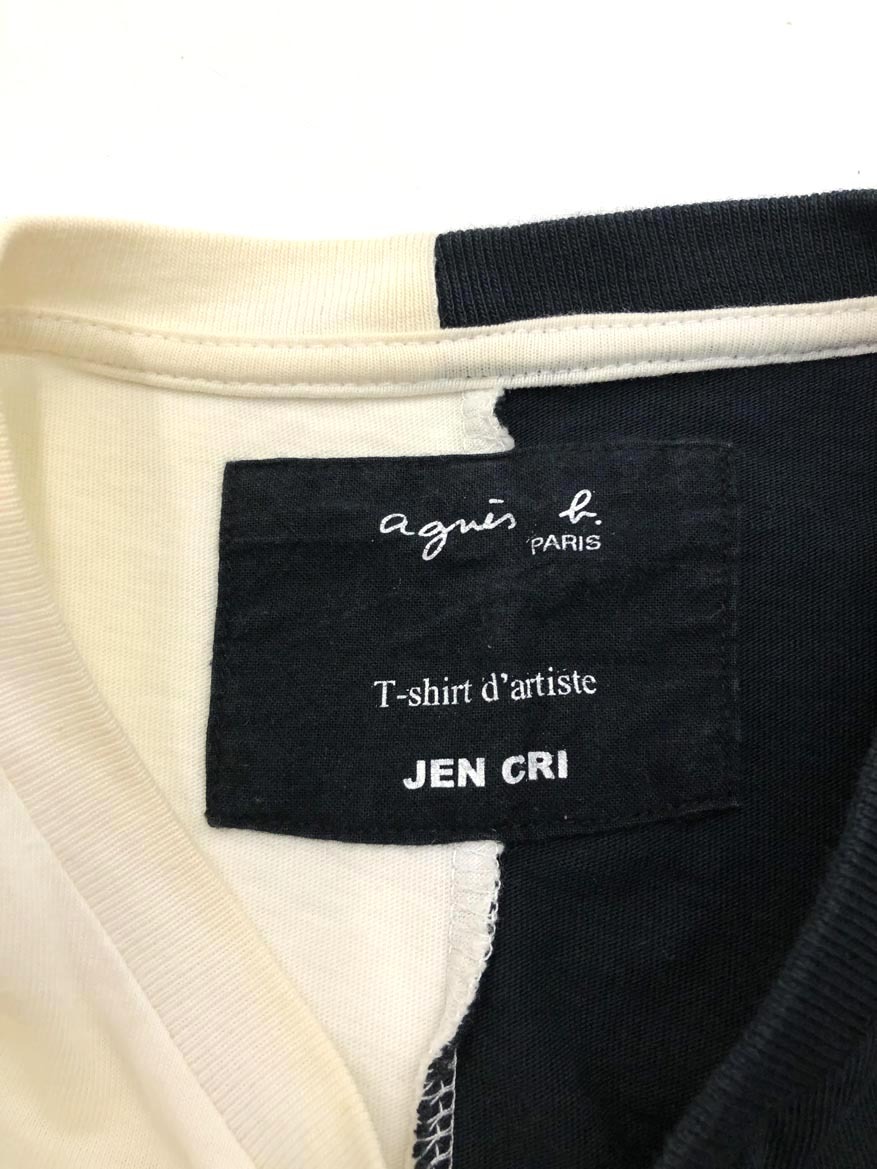 agnès b.
PARIS
T-shirt d'artiste
JEN CRI